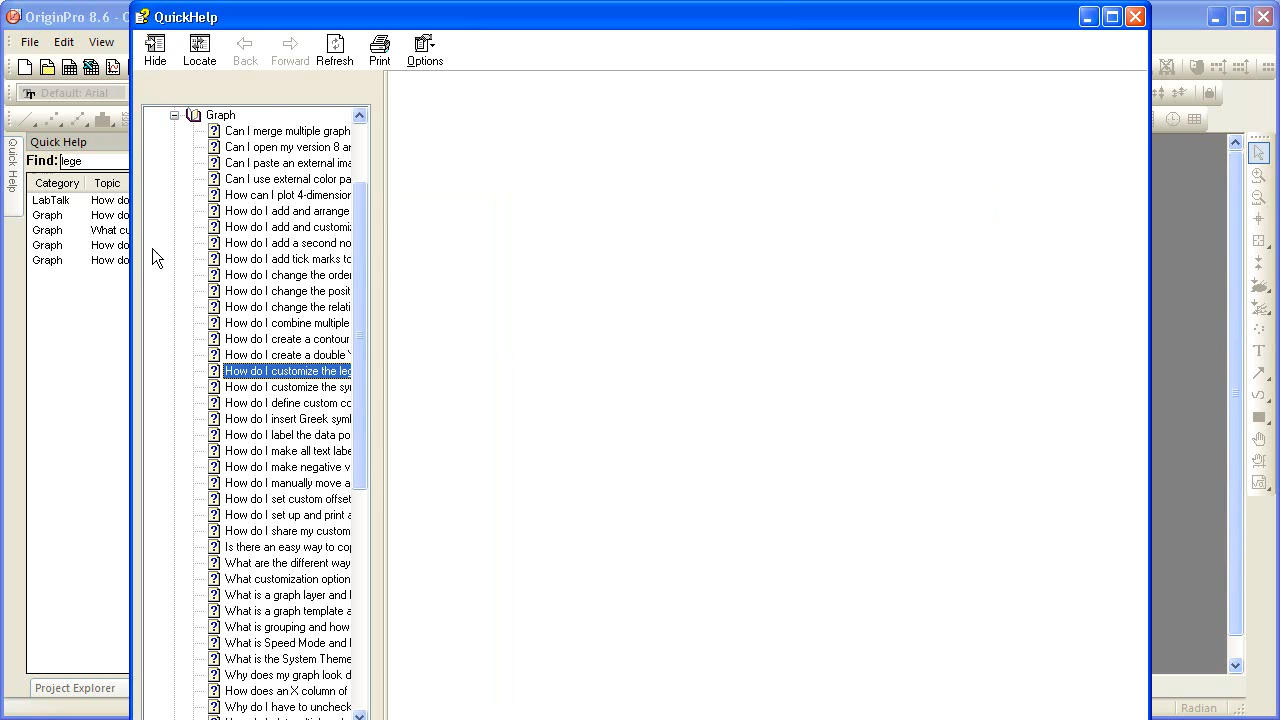 OriginPro 8.6 -
QuickHelp
File Edit View
Hide Locate Back Forward Refresh Print Options
Default: Arial
Quick Help
Quick Help
Find: lege
Category Topic
LabTalk How do
Graph How do
Graph What cu
Graph How do
Graph How do
Graph
Can I merge multiple graph
Can I open my version 8 ar
Can I paste an external ima
Can I use external color pa
How can I plot 4-dimension
How do I add and arrange
How do I add and customiz
How do I add a second no
How do I add tick marks to
How do I change the order
How do I change the posit
How do I change the relati
How do I combine multiple
How do I create a contour
How do I create a double Y
How do I customize the leg
How do I customize the sy
How do I define custom co
How do I insert Greek symb
How do I label the data po
How do I make all text labe
How do I make negative v
How do I manually move a
How do I set custom offset
How do I set up and print a
How do I share my custom
Is there an easy way to cop
What are the different way
What customization option
What is a graph layer and
What is a graph template a
What is grouping and how
What is Speed Mode and
What is the System Theme
Why does my graph look d
How does an X column of
Why do I have to uncheck
Project Explorer
Radian